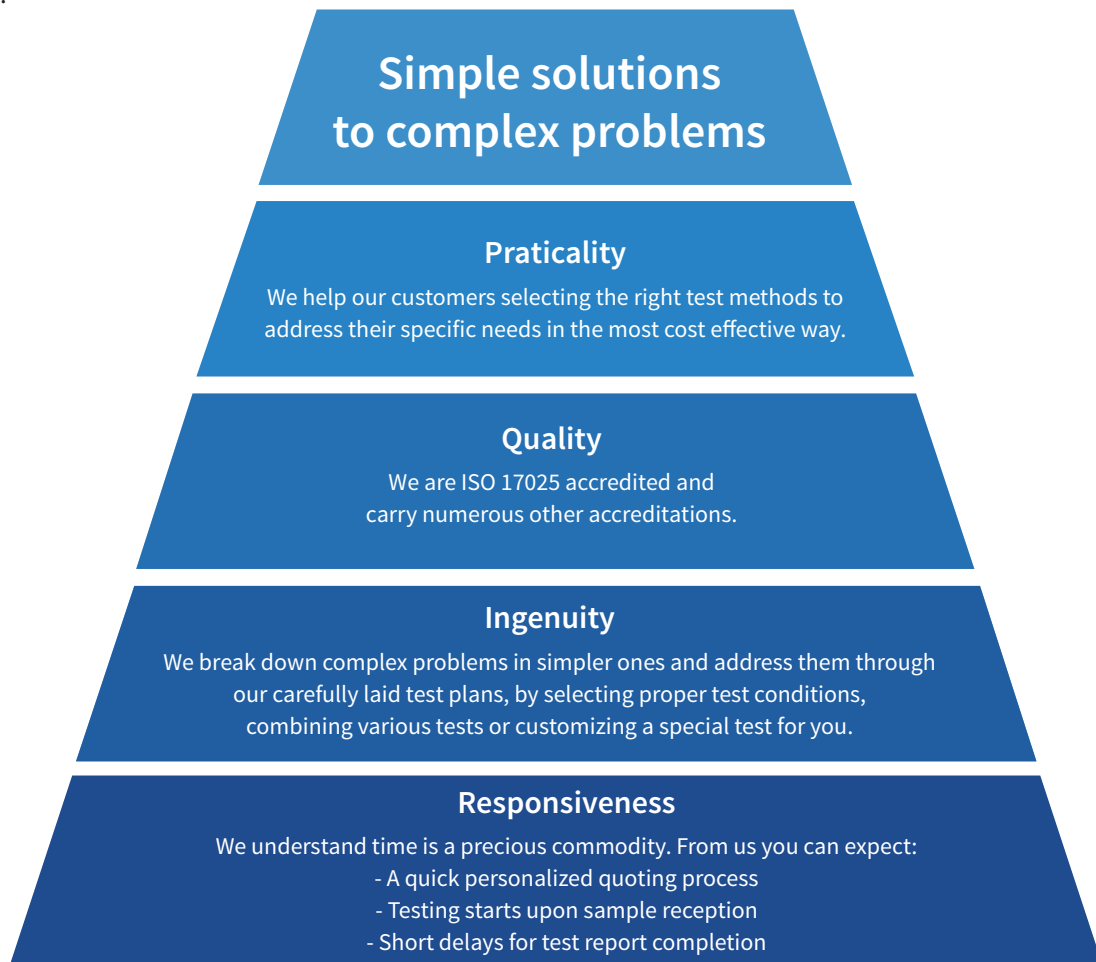 Simple solutions
to complex problems
Praticality
We help our customers selecting the right test methods to
address their specific needs in the most cost effective way.
Quality
We are ISO 17025 accredited and
carry numerous other accreditations.
Ingenuity
We break down complex problems in simpler ones and address them through
our carefully laid test plans, by selecting proper test conditions,
combining various tests or customizing a special test for you.
Responsiveness
We understand time is a precious commodity. From us you can expect:
- A quick personalized quoting process
- Testing starts upon sample reception
- Short delays for test report completion